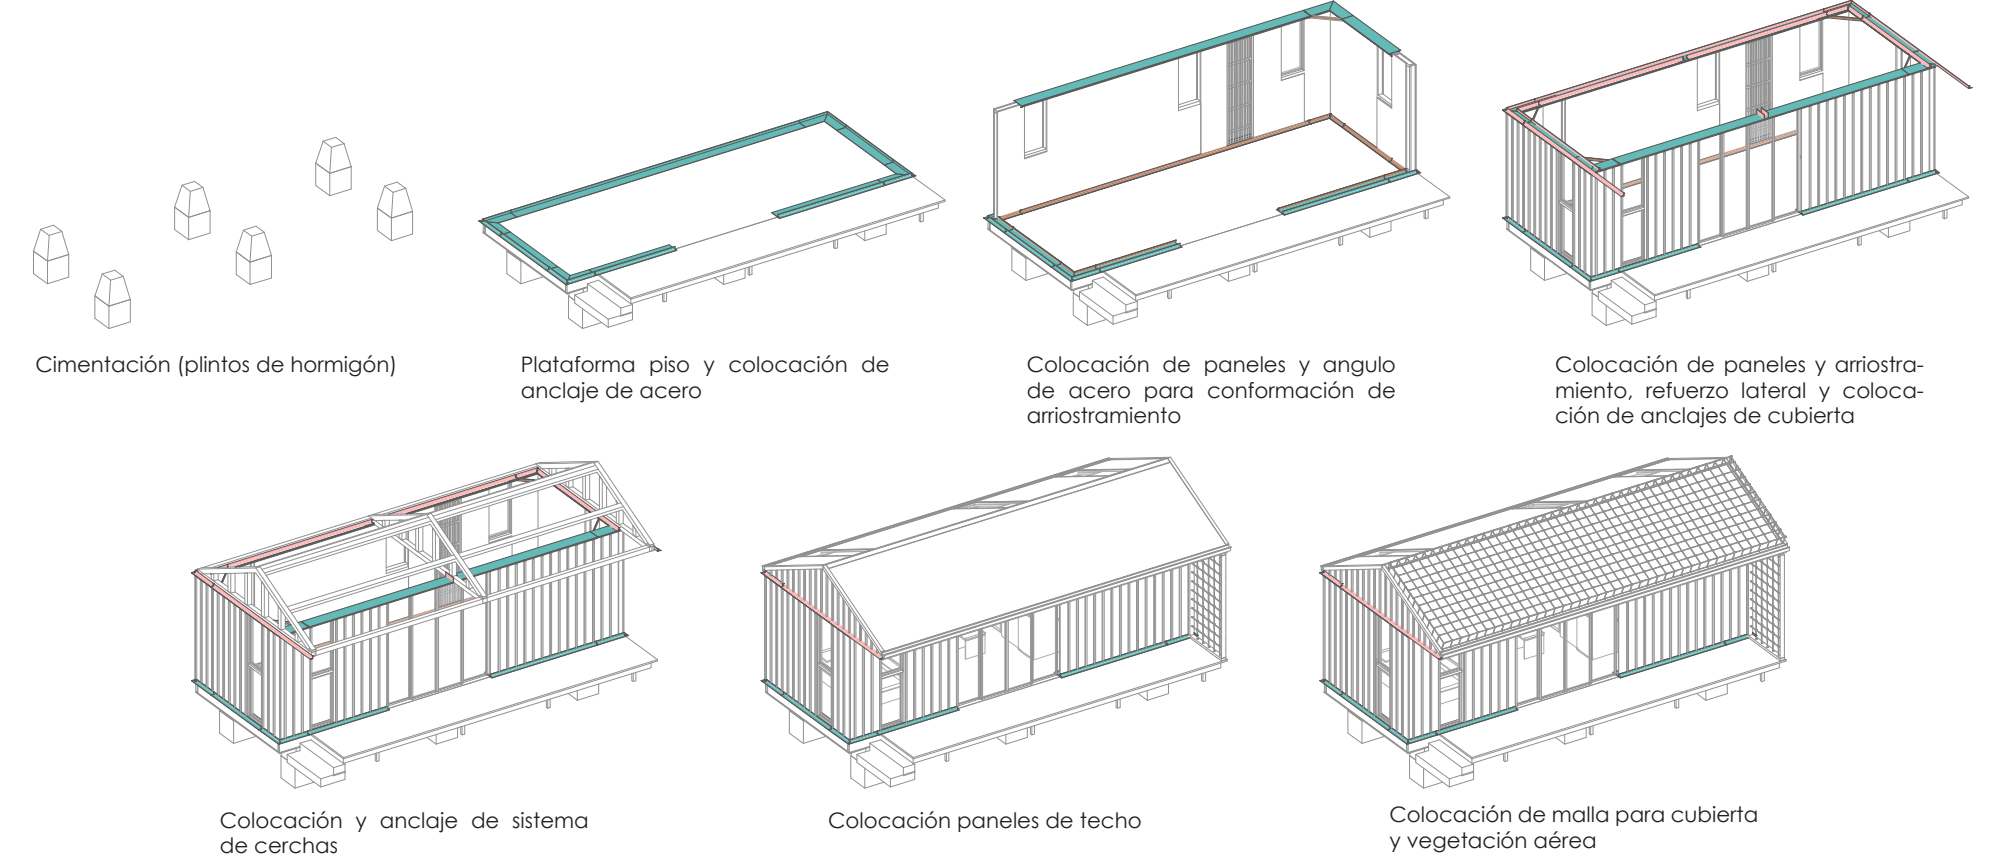 Cimentación (plintos de hormigón)
Plataforma piso y colocación de
anclaje de acero
Colocación de paneles y angulo
de acero para conformación de
arriostramiento
Colocación de paneles y arriostra-
miento, refuerzo lateral y coloca-
ción de anclajes de cubierta
Colocación y anclaje de sistema
de cerchas
Colocación paneles de techo
Colocación de malla para cubierta
y vegetación aérea